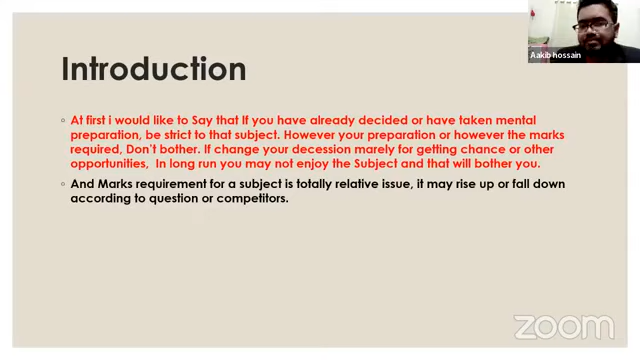 Aakib hossain
Introduction
At first i would like to Say that If you have already decided or have taken mental
preparation, be strict to that subject. However your preparation or however the marks
required, Don't bother. If change your decession marely for getting chance or other
opportunities, In long run you may not enjoy the Subject and that will bother you.
And Marks requirement for a subject is totally relative issue, it may rise up or fall down
according to question or competitors.
zoom